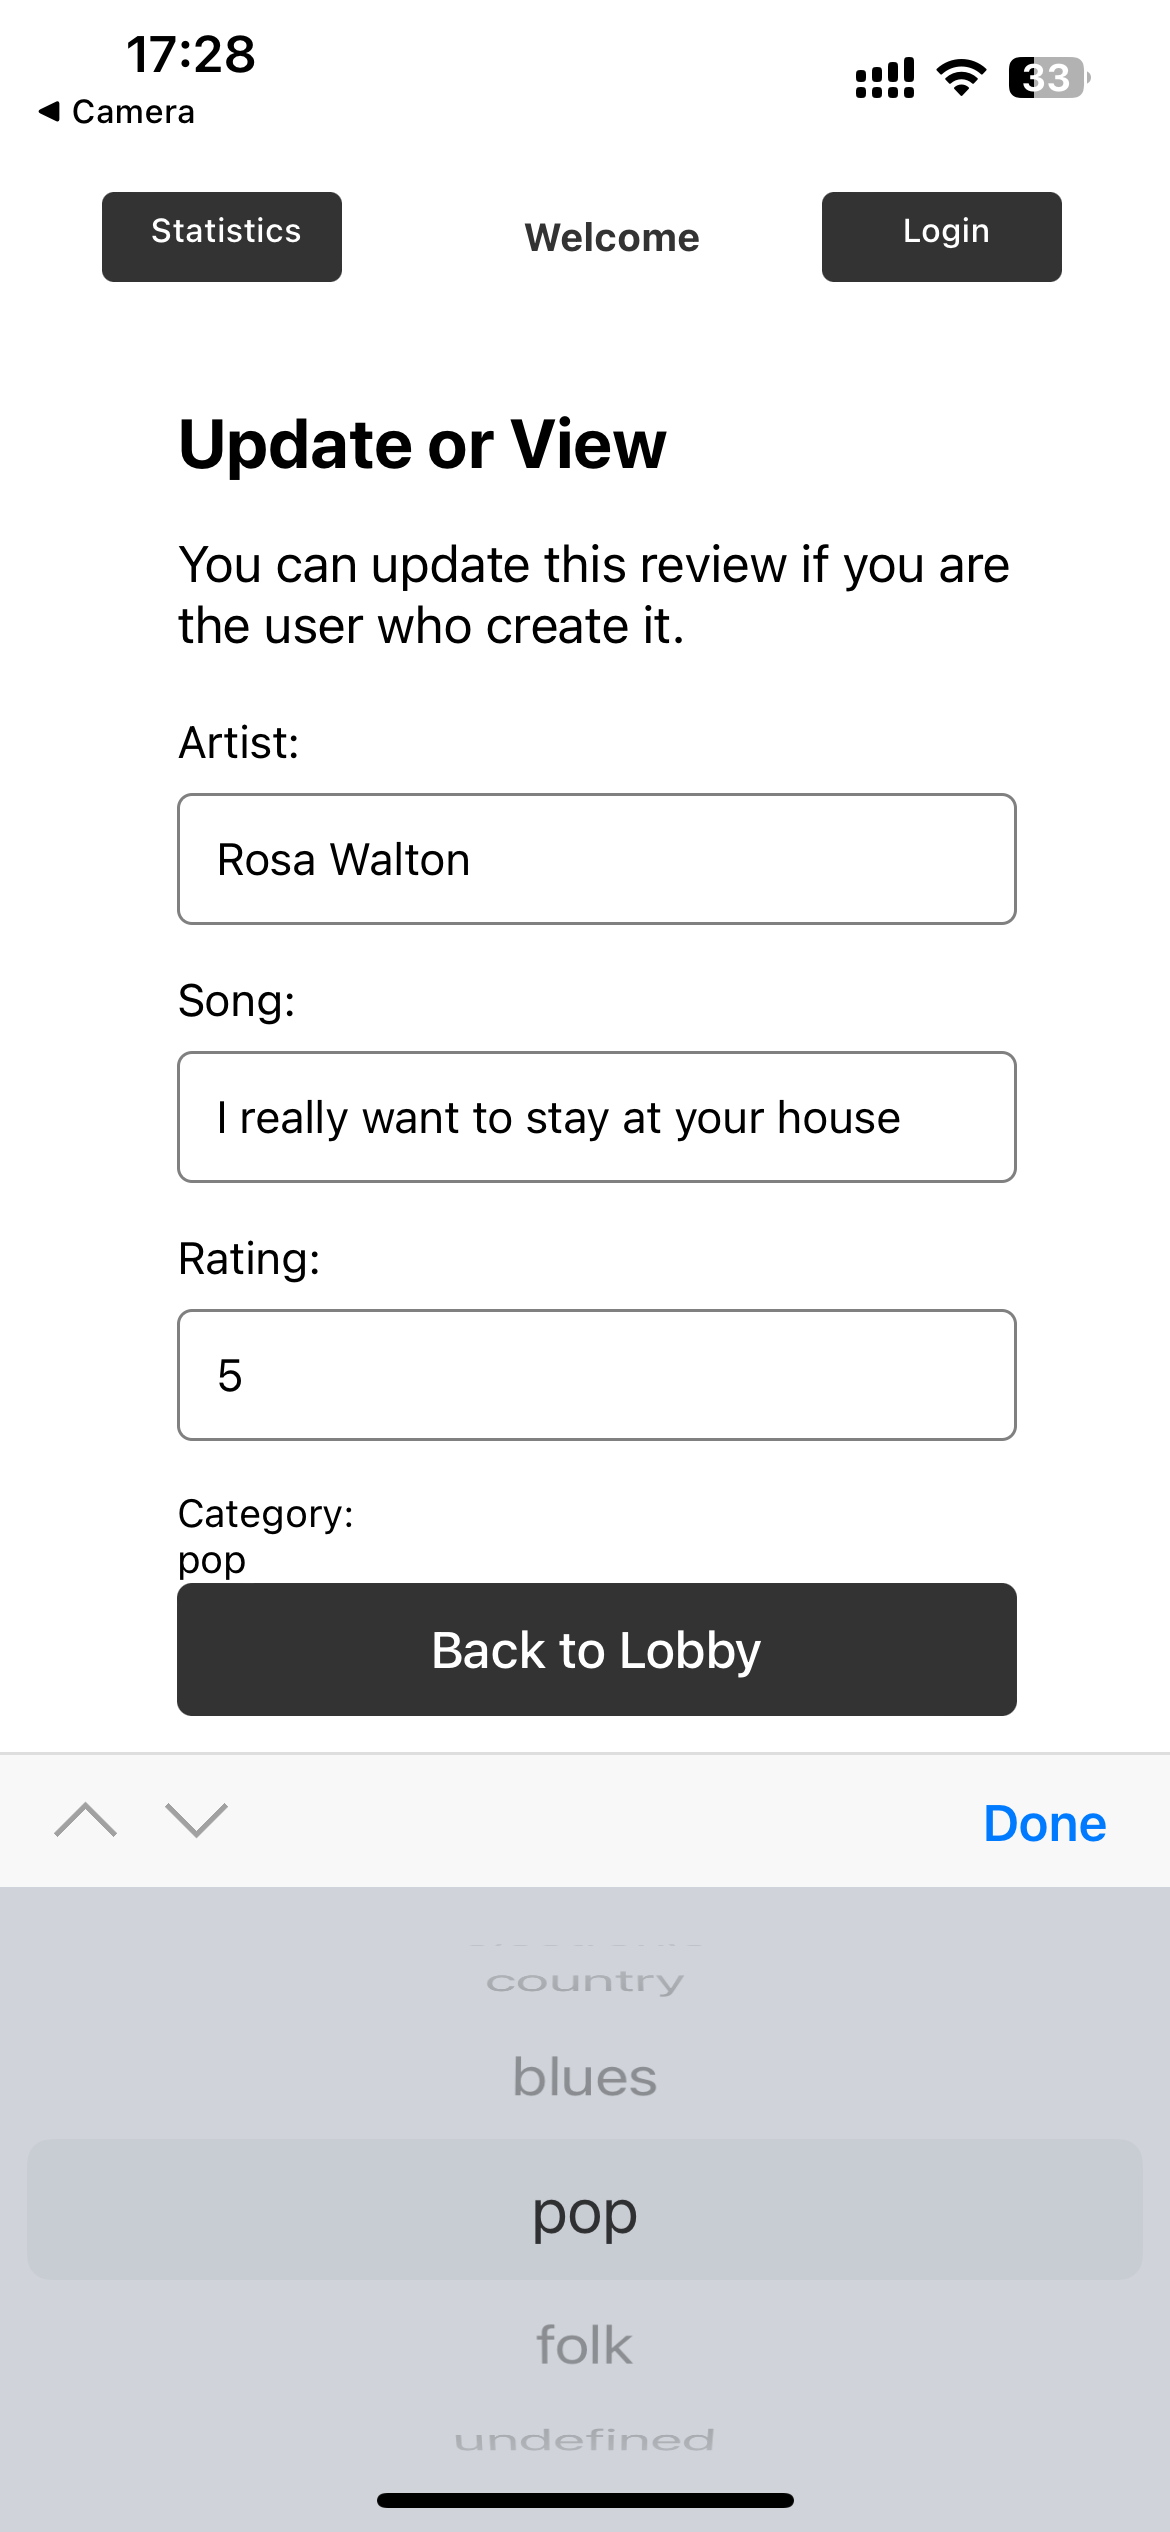 17:28
33
◀ Camera
Statistics
Welcome
Login
Update or View
You can update this review if you are
the user who create it.
Artist:
Rosa Walton
Song:
I really want to stay at your house
Rating:
5
Category:
pop
Back to Lobby
Done
country
blues
pop
folk
undefined